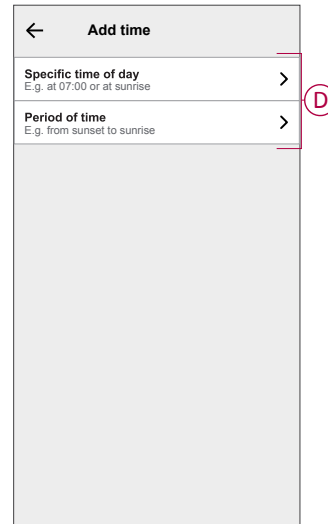 Add time
Specific time of day
E.g. at 07:00 or at sunrise
Period of time
E.g. from sunset to sunrise
D